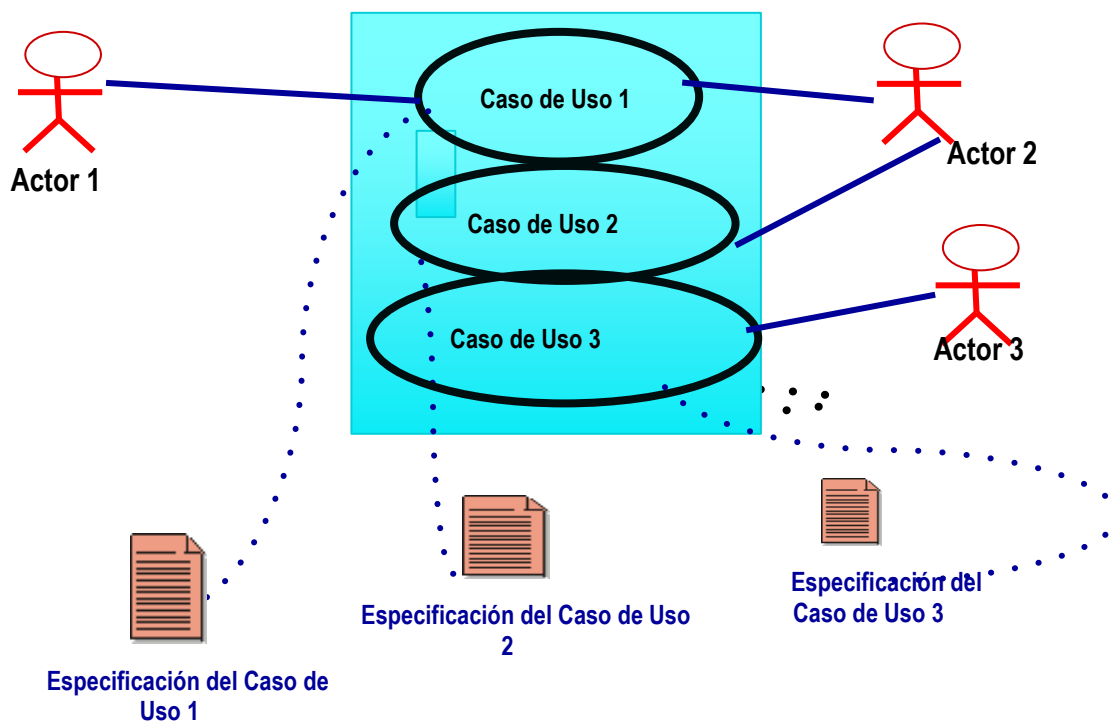 Caso de Uso 1
Actor 1
Actor 2
Caso de Uso 2
Caso de Uso 3
Actor 3
Especificación del Caso de
Uso 1
Especificación del Caso de Uso
2
Especificación del
Caso de Uso 3